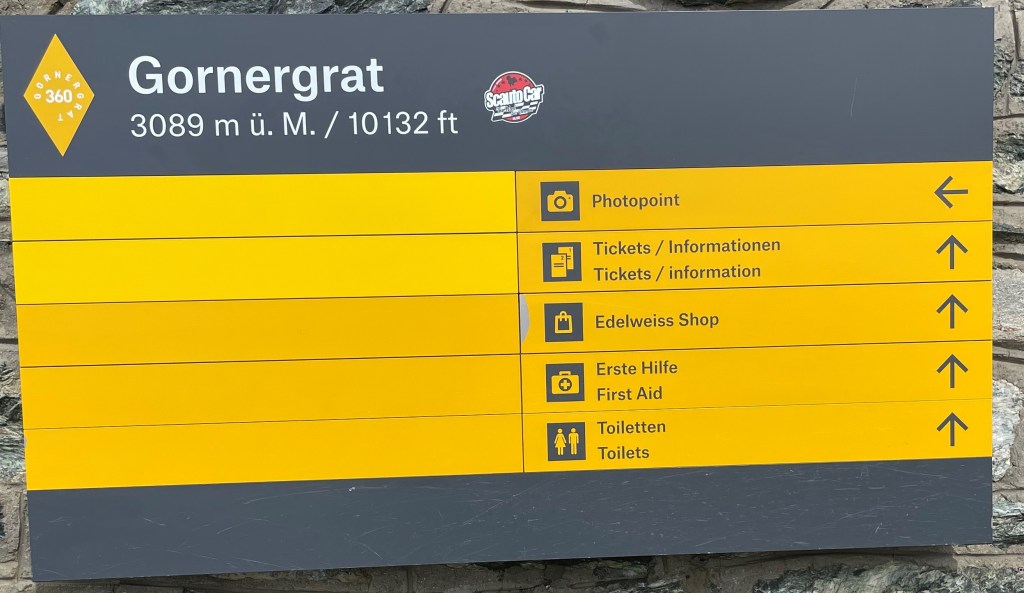 GORNERGRAT
360
Gornergrat
3089 m ü. M. / 10132 ft
ScautoCar
Photopoint
Tickets / Informationen
Tickets / information
Edelweiss Shop
Erste Hilfe
First Aid
Toiletten
Toilets